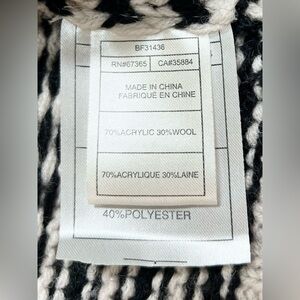 BF31436
RN#67365 CA#35884
MADE IN CHINA
FABRIQUÉ EN CHINE
70%ACRYLIC 30%WOOL
70%ACRYLIQUE 30%LAINE
40%POLYESTER